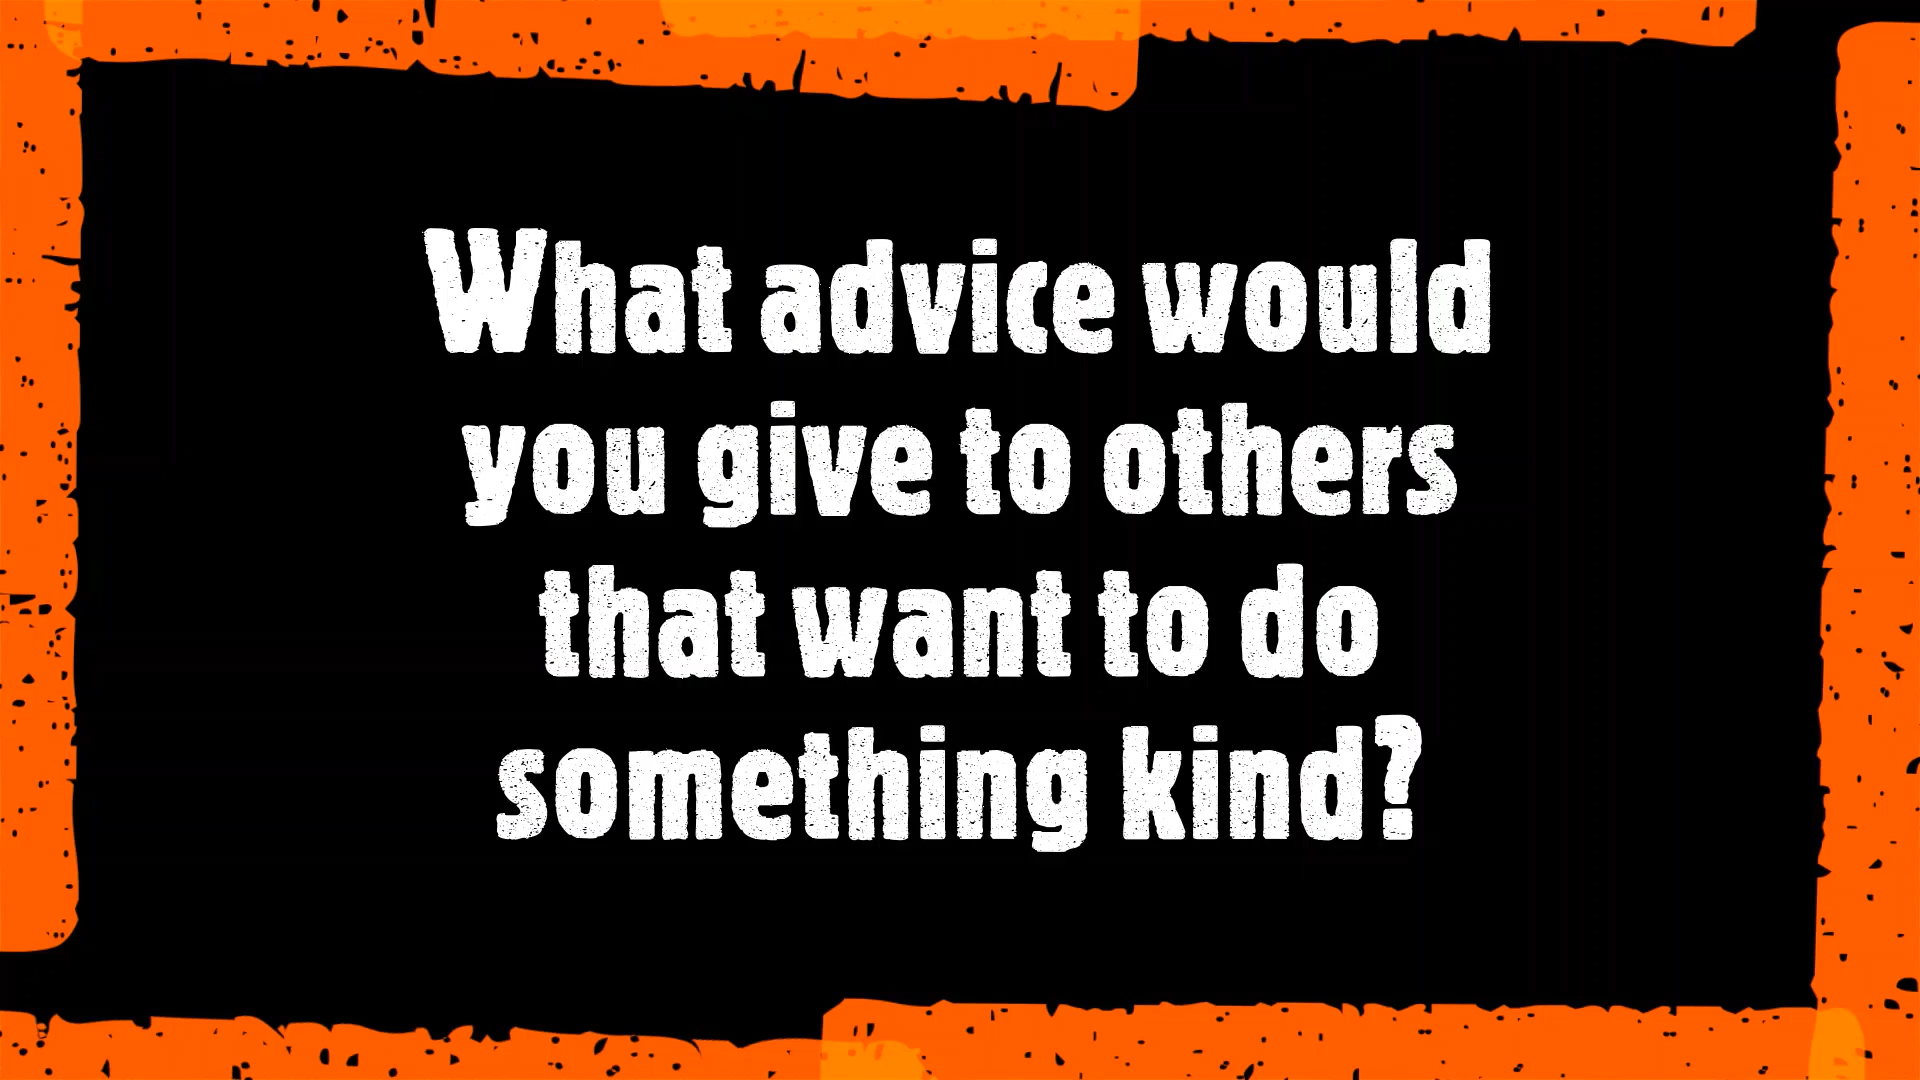 What advice would
you give to others
that want to do
something kind?